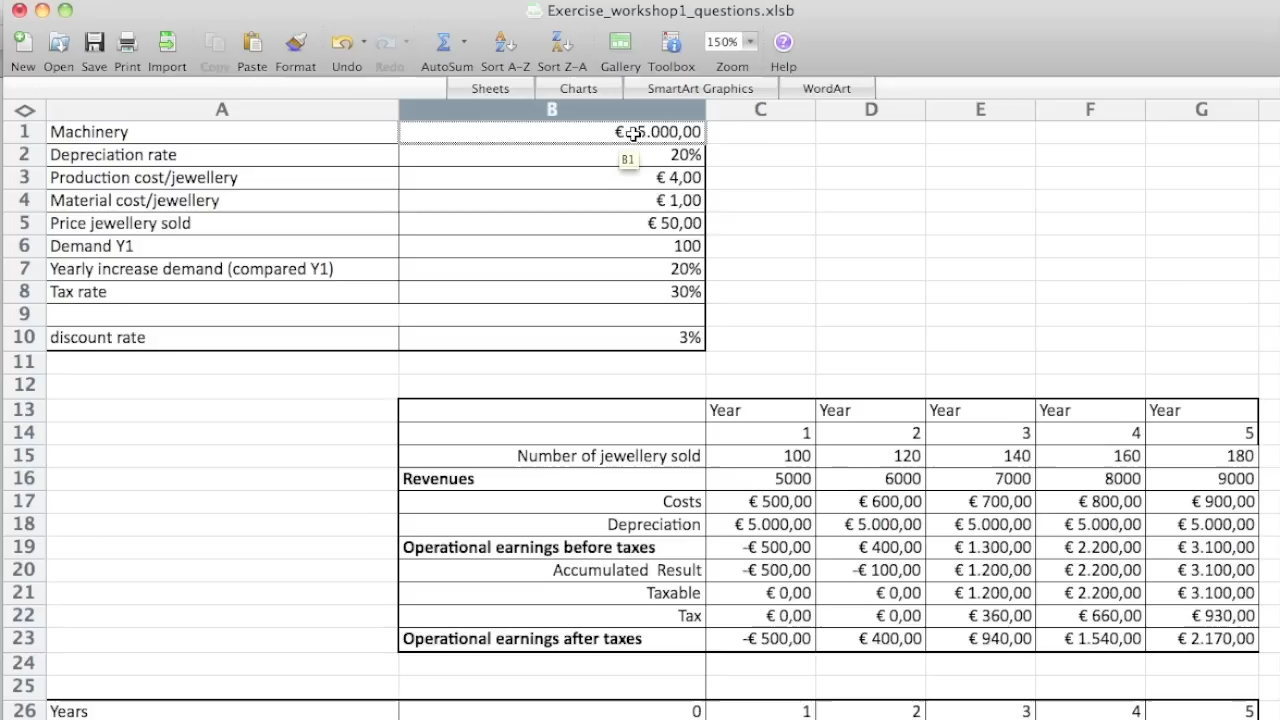 Exercise_workshop1_questions.xlsb
150%
New Open Save Print Import Copy Paste Format Undo Redo AutoSum Sort A-Z Sort Z-A Gallery Toolbox Zoom Help
Sheets Charts SmartArt Graphics WordArt
A B C D E F G
1 Machinery € 5.000,00
B1
2 Depreciation rate 20%
3 Production cost/jewellery € 4,00
4 Material cost/jewellery € 1,00
5 Price jewellery sold € 50,00
6 Demand Y1 100
7 Yearly increase demand (compared Y1) 20%
8 Tax rate 30%
9
10 discount rate 3%
11
12
13 Year Year Year Year Year
14 1 2 3 4 5
15 Number of jewellery sold 100 120 140 160 180
16 Revenues 5000 6000 7000 8000 9000
17 Costs € 500,00 € 600,00 € 700,00 € 800,00 € 900,00
18 Depreciation € 5.000,00 € 5.000,00 € 5.000,00 € 5.000,00 € 5.000,00
19 Operational earnings before taxes -€ 500,00 € 400,00 € 1.300,00 € 2.200,00 € 3.100,00
20 Accumulated Result -€ 500,00 -€ 100,00 € 1.200,00 € 2.200,00 € 3.100,00
21 Taxable € 0,00 € 0,00 € 1.200,00 € 2.200,00 € 3.100,00
22 Tax € 0,00 € 0,00 € 360,00 € 660,00 € 930,00
23 Operational earnings after taxes -€ 500,00 € 400,00 € 940,00 € 1.540,00 € 2.170,00
24
25
26 Years 0 1 2 3 4 5